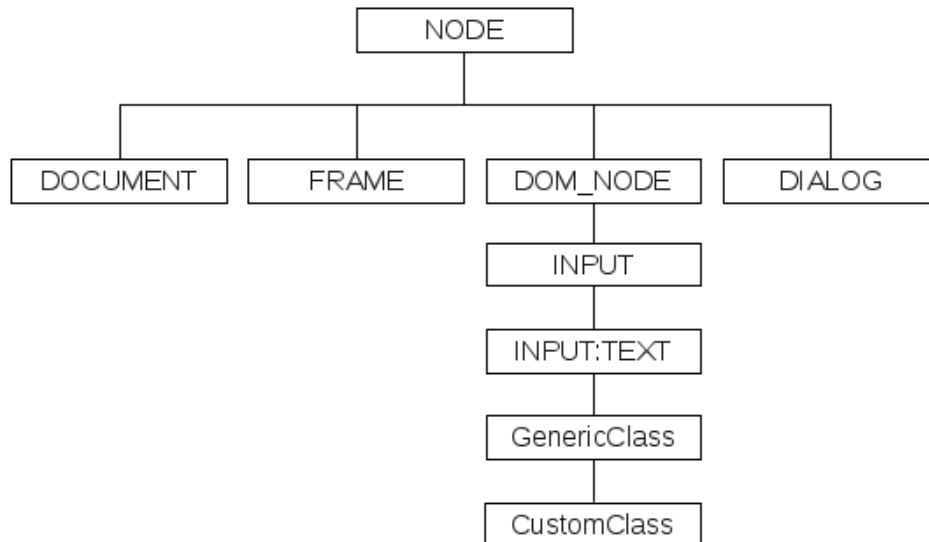 NODE
DOCUMENT
FRAME
DOM_NODE
DIALOG
INPUT
INPUT:TEXT
GenericClass
CustomClass